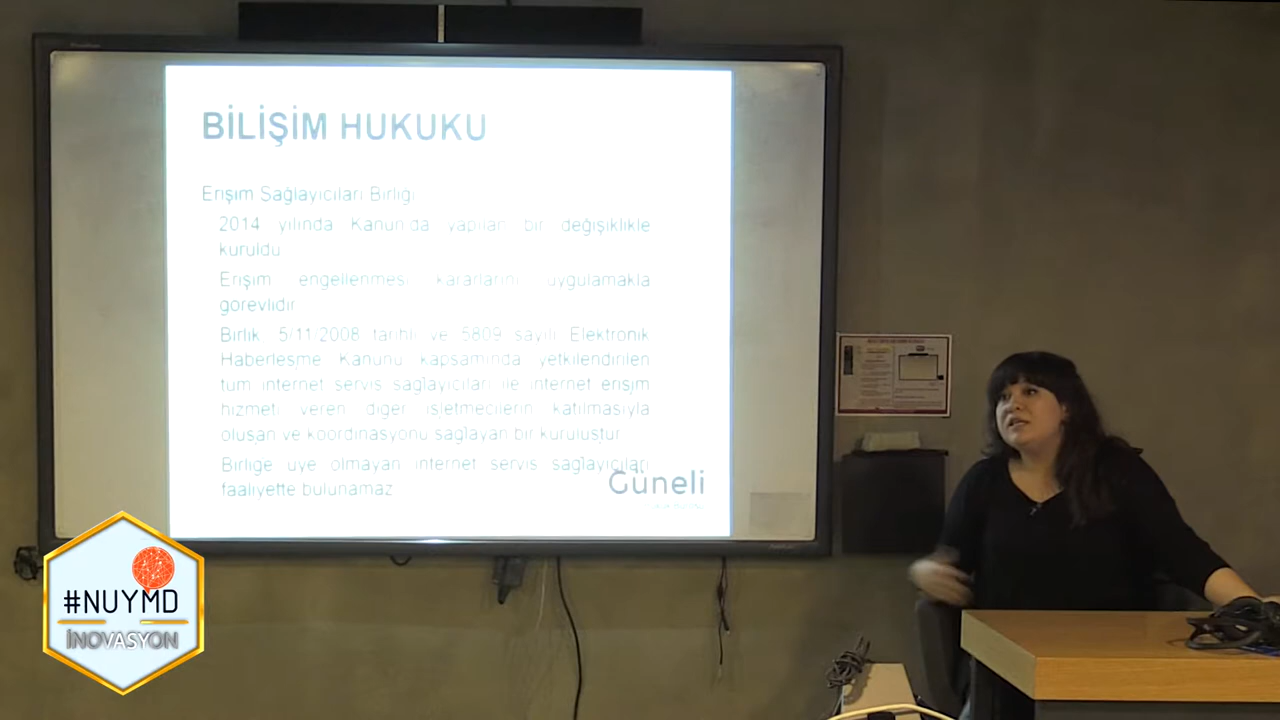 BİLİŞİM HUKUKU
Erişim Sağlayıcıları Birliği
2014 yılında Kanun'da yapılan bir değişiklikle
kuruldu
Erişim engellenmesi kararlarını uygulamakla
görevlidir
Birlik, 5/11/2008 tarihli ve 5809 sayılı Elektronik
Haberleşme Kanunu kapsamında yetkilendirilen
tüm internet servis sağlayıcıları ile internet erişim
hizmeti veren diğer işletmecilerin katılmasıyla
oluşan ve koordinasyonu sağlayan bir kuruluştur
Birliğe üye olmayan internet servis sağlayıcıları
faaliyette bulunamaz
Güneli
#NUYMD
İNOVASYON